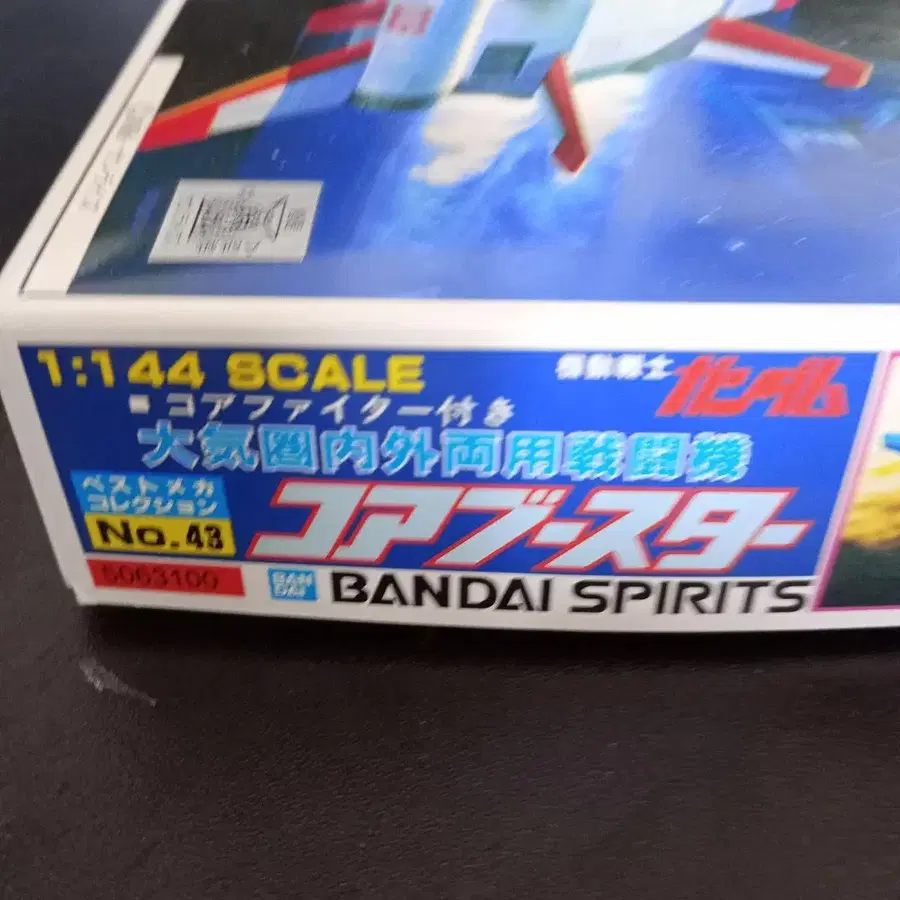 1:144 SCALE
機動戦士 ガンダム
■ コアファイター付き
大気圏内外両用戦闘機
ベストメカ
コレクション
No.43
コアブースター
5063100
BAN
DAI
BANDAI SPIRITS